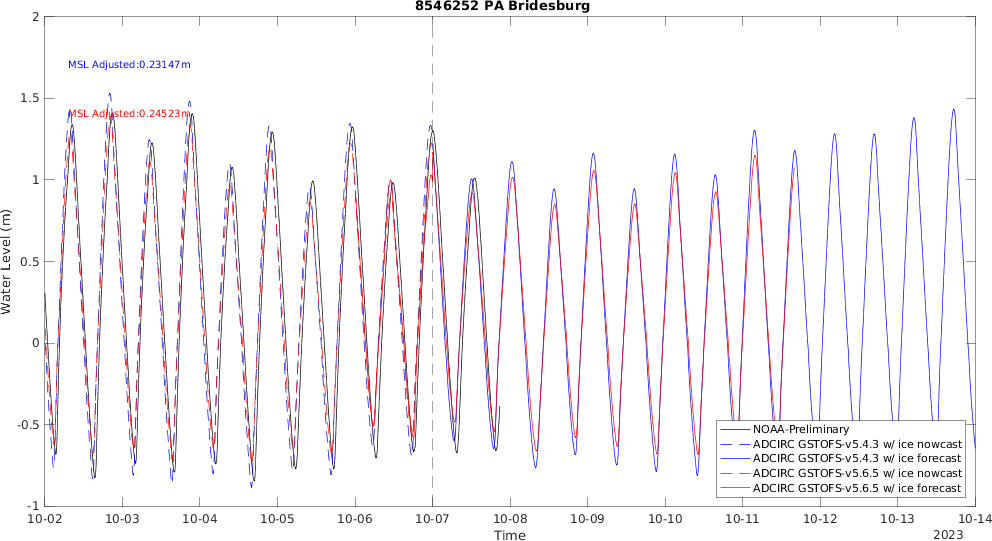 8546252 PA Bridesburg
MSL Adjusted:0.23147m
MSL Adjusted:0.24523m
Water Level (m)
2
1.5
1
0.5
0
-0.5
-1
NOAA-Preliminary
ADCIRC GSTOFS-v5.4.3 w/ ice nowcast
ADCIRC GSTOFS-v5.4.3 w/ ice forecast
ADCIRC GSTOFS-v5.6.5 w/ ice nowcast
ADCIRC GSTOFS-v5.6.5 w/ ice forecast
10-02 10-03 10-04 10-05 10-06 10-07 10-08 10-09 10-10 10-11 10-12 10-13 10-14
Time
2023